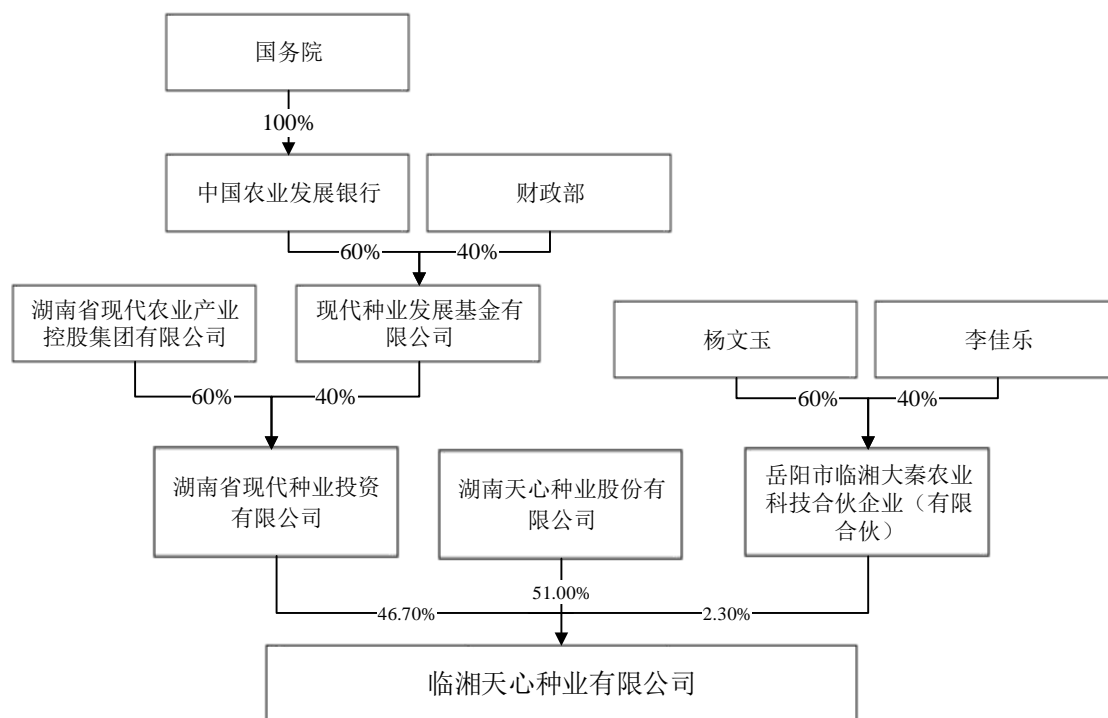 国务院
100%
中国农业发展银行
财政部
60%
40%
湖南省现代农业产业
控股集团有限公司
现代种业发展基金有
限公司
杨文玉
李佳乐
60%
40%
60%
40%
湖南省现代种业投资
有限公司
湖南天心种业股份有
限公司
岳阳市临湘大秦农业
科技合伙企业（有限
合伙）
51.00%
46.70%
2.30%
临湘天心种业有限公司